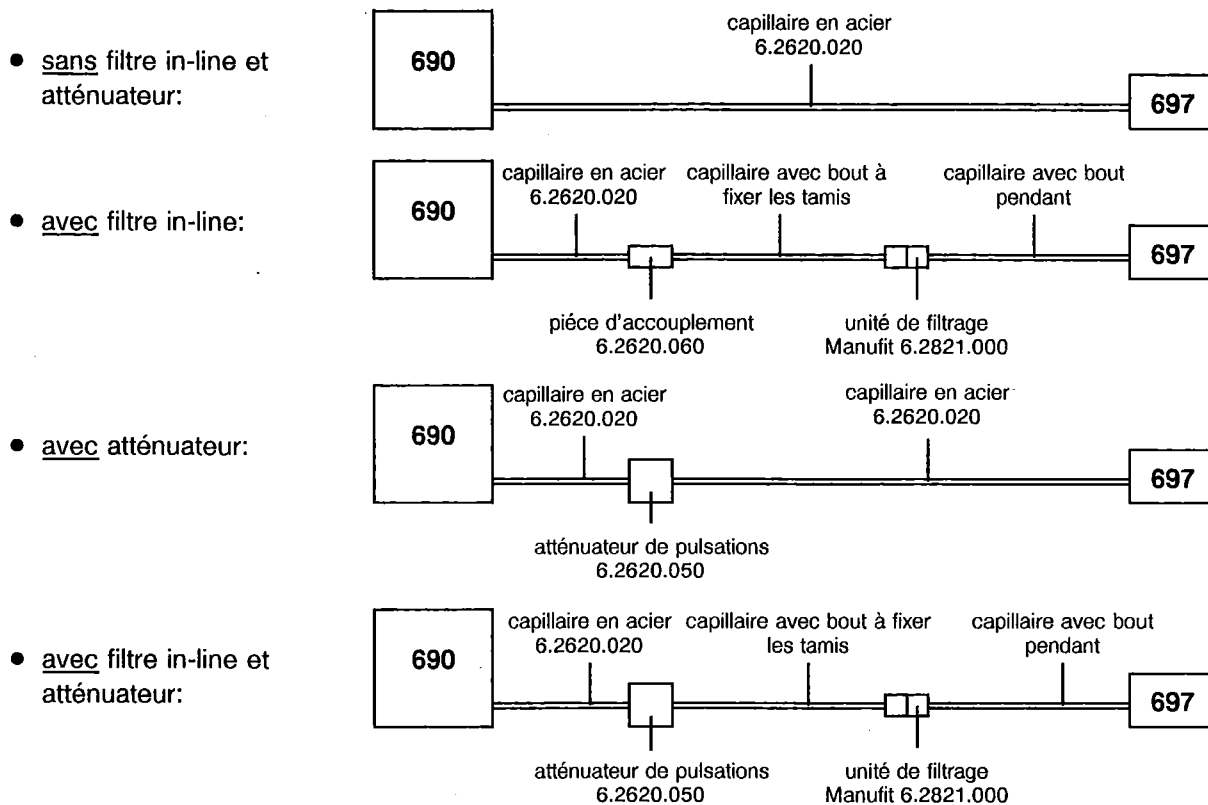 ● sans filtre in-line et
atténuateur:
690
capillaire en acier
6.2620.020
697
● avec filtre in-line:
690
capillaire en acier
6.2620.020
capillaire avec bout à
fixer les tamis
capillaire avec bout
pendant
697
piéce d'accouplement
6.2620.060
unité de filtrage
Manufit 6.2821.000
● avec atténuateur:
690
capillaire en acier
6.2620.020
capillaire en acier
6.2620.020
697
atténuateur de pulsations
6.2620.050
● avec filtre in-line et
atténuateur:
690
capillaire en acier
6.2620.020
capillaire avec bout à fixer
les tamis
capillaire avec bout
pendant
697
atténuateur de pulsations
6.2620.050
unité de filtrage
Manufit 6.2821.000